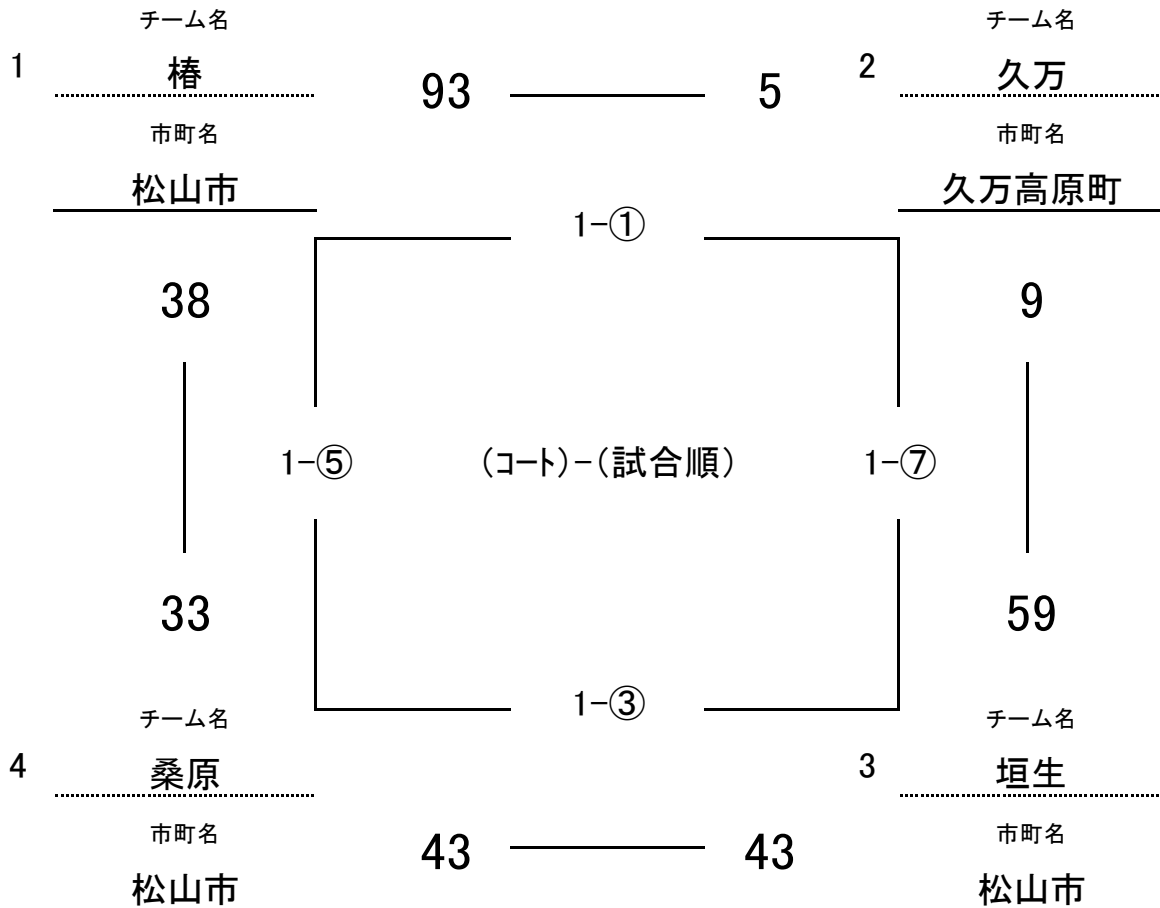 チーム名 チーム名
1 椿 93 5 2 久万
市町名 市町名
松山市 久万高原町
1-①
38 9
1-⑤ (コート)-(試合順) 1-⑦
33 59
1-③
チーム名 チーム名
4 桑原 3 垣生
市町名 43 43 市町名
松山市 松山市